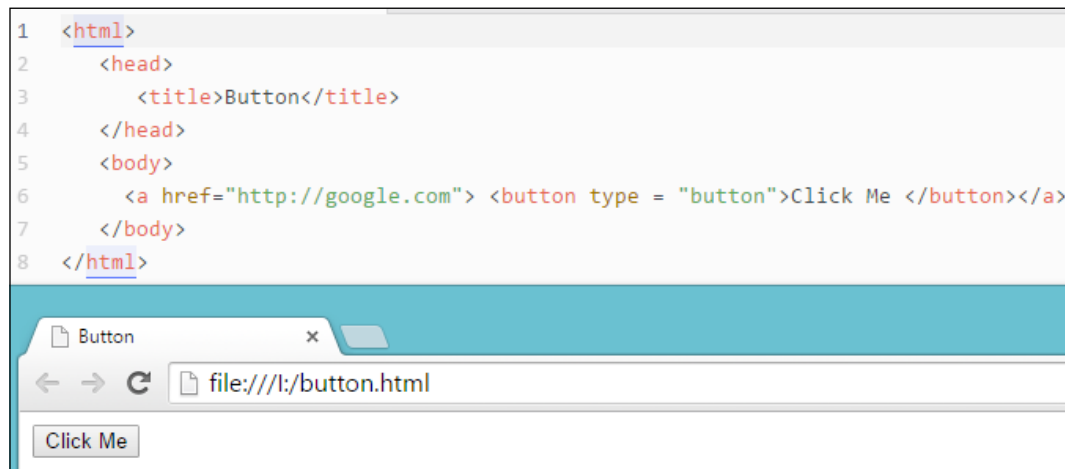 1 <html>
2 <head>
3 <title>Button</title>
4 </head>
5 <body>
6 <a href="http://google.com"> <button type = "button">Click Me </button></a>
7 </body>
8 </html>
Button ×
file:///I:/button.html
Click Me